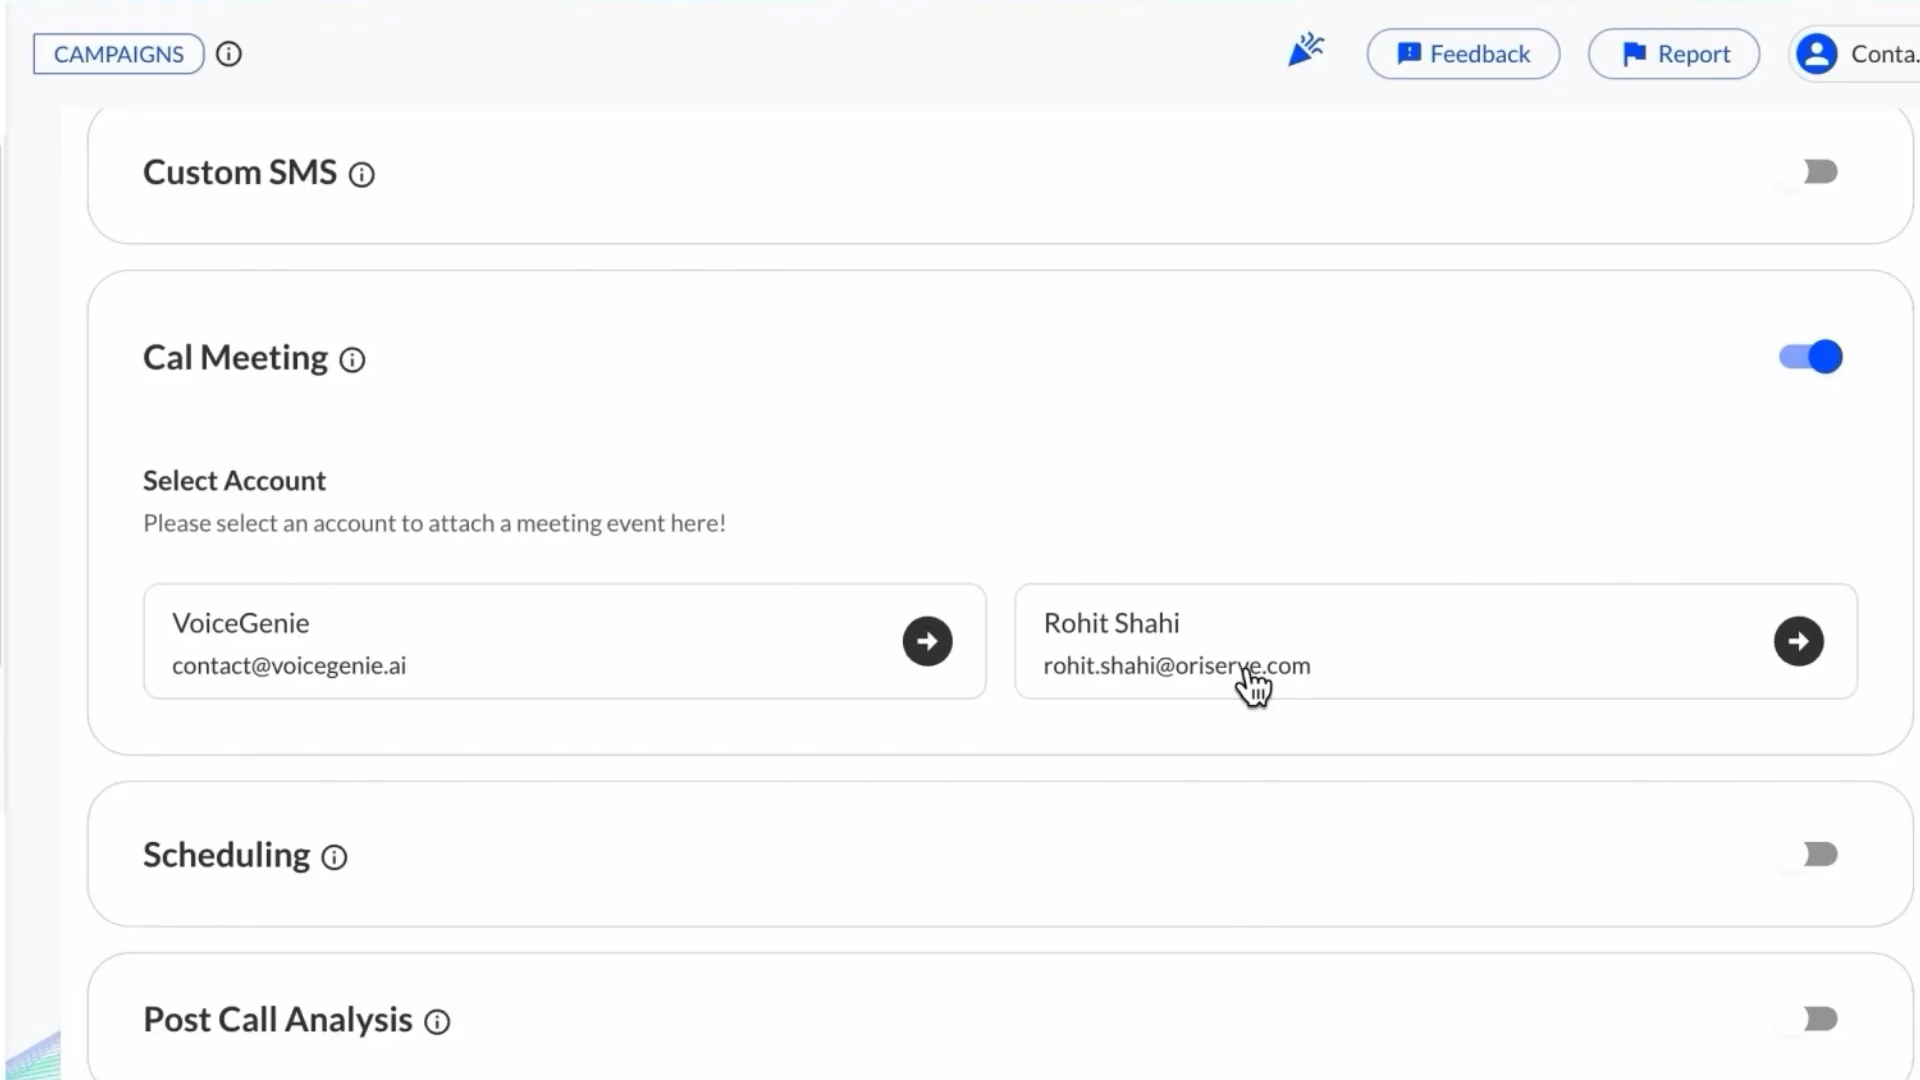 CAMPAIGNS
Feedback
Report
Conta.
Custom SMS
Cal Meeting
Select Account
Please select an account to attach a meeting event here!
VoiceGenie
contact@voicegenie.ai
Rohit Shahi
rohit.shahi@oriserve.com
Scheduling
Post Call Analysis